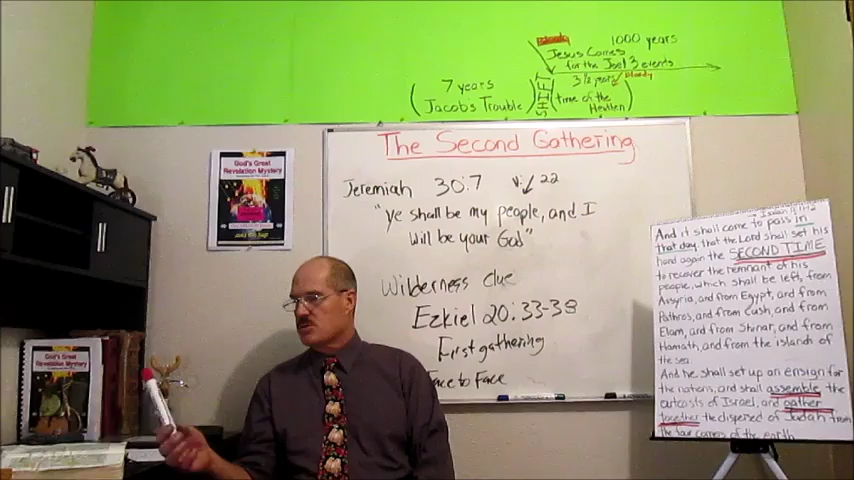 1000 years
Jesus Comes
for the Joel 3 events
3 1/2 years Bloody
7 years
Jacobs Trouble
SHIFT
time of the
Heathen
The Second Gathering
Jeremiah 30:7 v: 22
"ye shall be my people, and I
will be your God"
Wilderness clue
Ezkiel 20:33-38
First gathering
Face to Face
God's Great
Revelation Mystery
God's Great
Revelation Mystery
And it shall come to pass in
that day, that the Lord shall set his
hand again the SECOND TIME
to recover the remnant of his
people, which shall be left, from
Assyria, and from Egypt, and from
Pathros, and from Cush, and from
Elam, and from Shinar, and from
Hamath, and from the islands of
the sea.
And he shall set up an ensign for
the nations, and shall assemble the
outcasts of Israel, and gather
together the dispersed of Judah from
the four corners of the earth